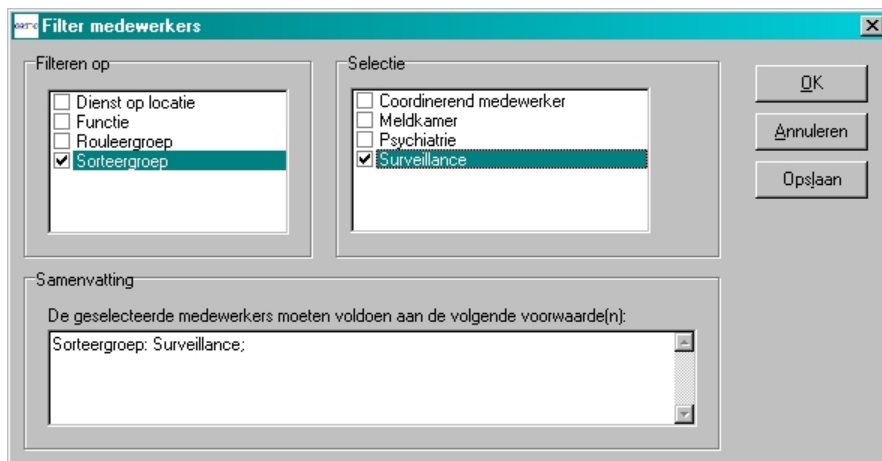 Filter medewerkers
Filteren op
Dienst op locatie
Functie
Rouleergroep
Sorteergroep
Selectie
Coordinerend medewerker
Meldkamer
Psychiatrie
Surveillance
OK
Annuleren
Opslaan
Samenvatting
De geselecteerde medewerkers moeten voldoen aan de volgende voorwaarde(n):
Sorteergroep: Surveillance;